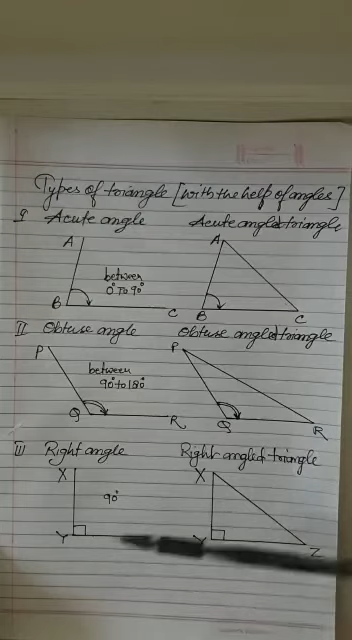 Types of triangle [with the help of angles]
I Acute angle Acute angled triangle
A A
between
0° TO 90°
B C B C
II Obtuse angle Obtuse angled triangle
P P
between
90° to 180°
Q R Q R
III Right angle Right angled triangle
X X
90°
Y Y Z